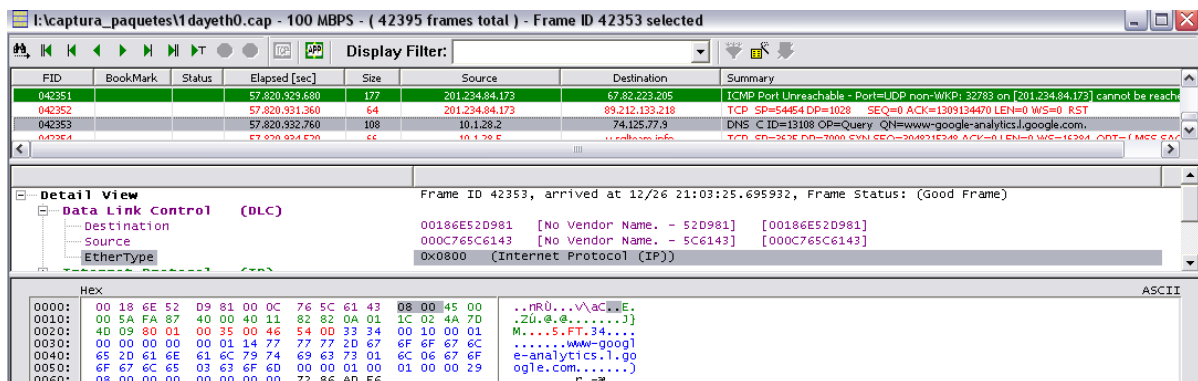 I:\captura_paquetes\1dayeth0.cap - 100 MBPS - ( 42395 frames total ) - Frame ID 42353 selected
TCP APP Display Filter:
FID BookMark Status Elapsed [sec] Size Source Destination Summary
042351 57.820.929.680 177 201.234.84.173 67.82.223.205 ICMP Port Unreachable - Port=UDP non-WKP: 32783 on [201.234.84.173] cannot be reache
042352 57.820.931.360 64 201.234.84.173 89.212.133.218 TCP SP=54454 DP=1028 SEQ=0 ACK=1309134470 LEN=0 WS=0 RST
042353 57.820.932.760 108 10.1.28.2 74.125.77.9 DNS C ID=13108 OP=Query QN=www-google-analytics.l.google.com.
Frame ID 42353, arrived at 12/26 21:03:25.695932, Frame Status: (Good Frame)
Detail View
Data Link Control (DLC)
Destination 00186E52D981 [No Vendor Name. - 52D981] [00186E52D981]
Source 000C765C6143 [No Vendor Name. - 5C6143] [000C765C6143]
EtherType 0x0800 (Internet Protocol (IP))
Hex ASCII
0000: 00 18 6E 52 D9 81 00 0C 76 5C 61 43 08 00 45 00 ..nRÙ...v\aC..E.
0010: 00 5A FA 87 40 00 40 11 82 82 0A 01 1C 02 4A 7D .Zú.@.@.......J}
0020: 4D 09 80 01 00 35 00 46 54 0D 33 34 00 10 00 01 M....5.FT.34....
0030: 00 00 00 00 00 01 14 77 77 77 2D 67 6F 6F 67 6C .......www-googl
0040: 65 2D 61 6E 61 6C 79 74 69 63 73 01 6C 06 67 6F e-analytics.l.go
0050: 6F 67 6C 65 03 63 6F 6D 00 00 01 00 01 00 00 29 ogle.com.......)